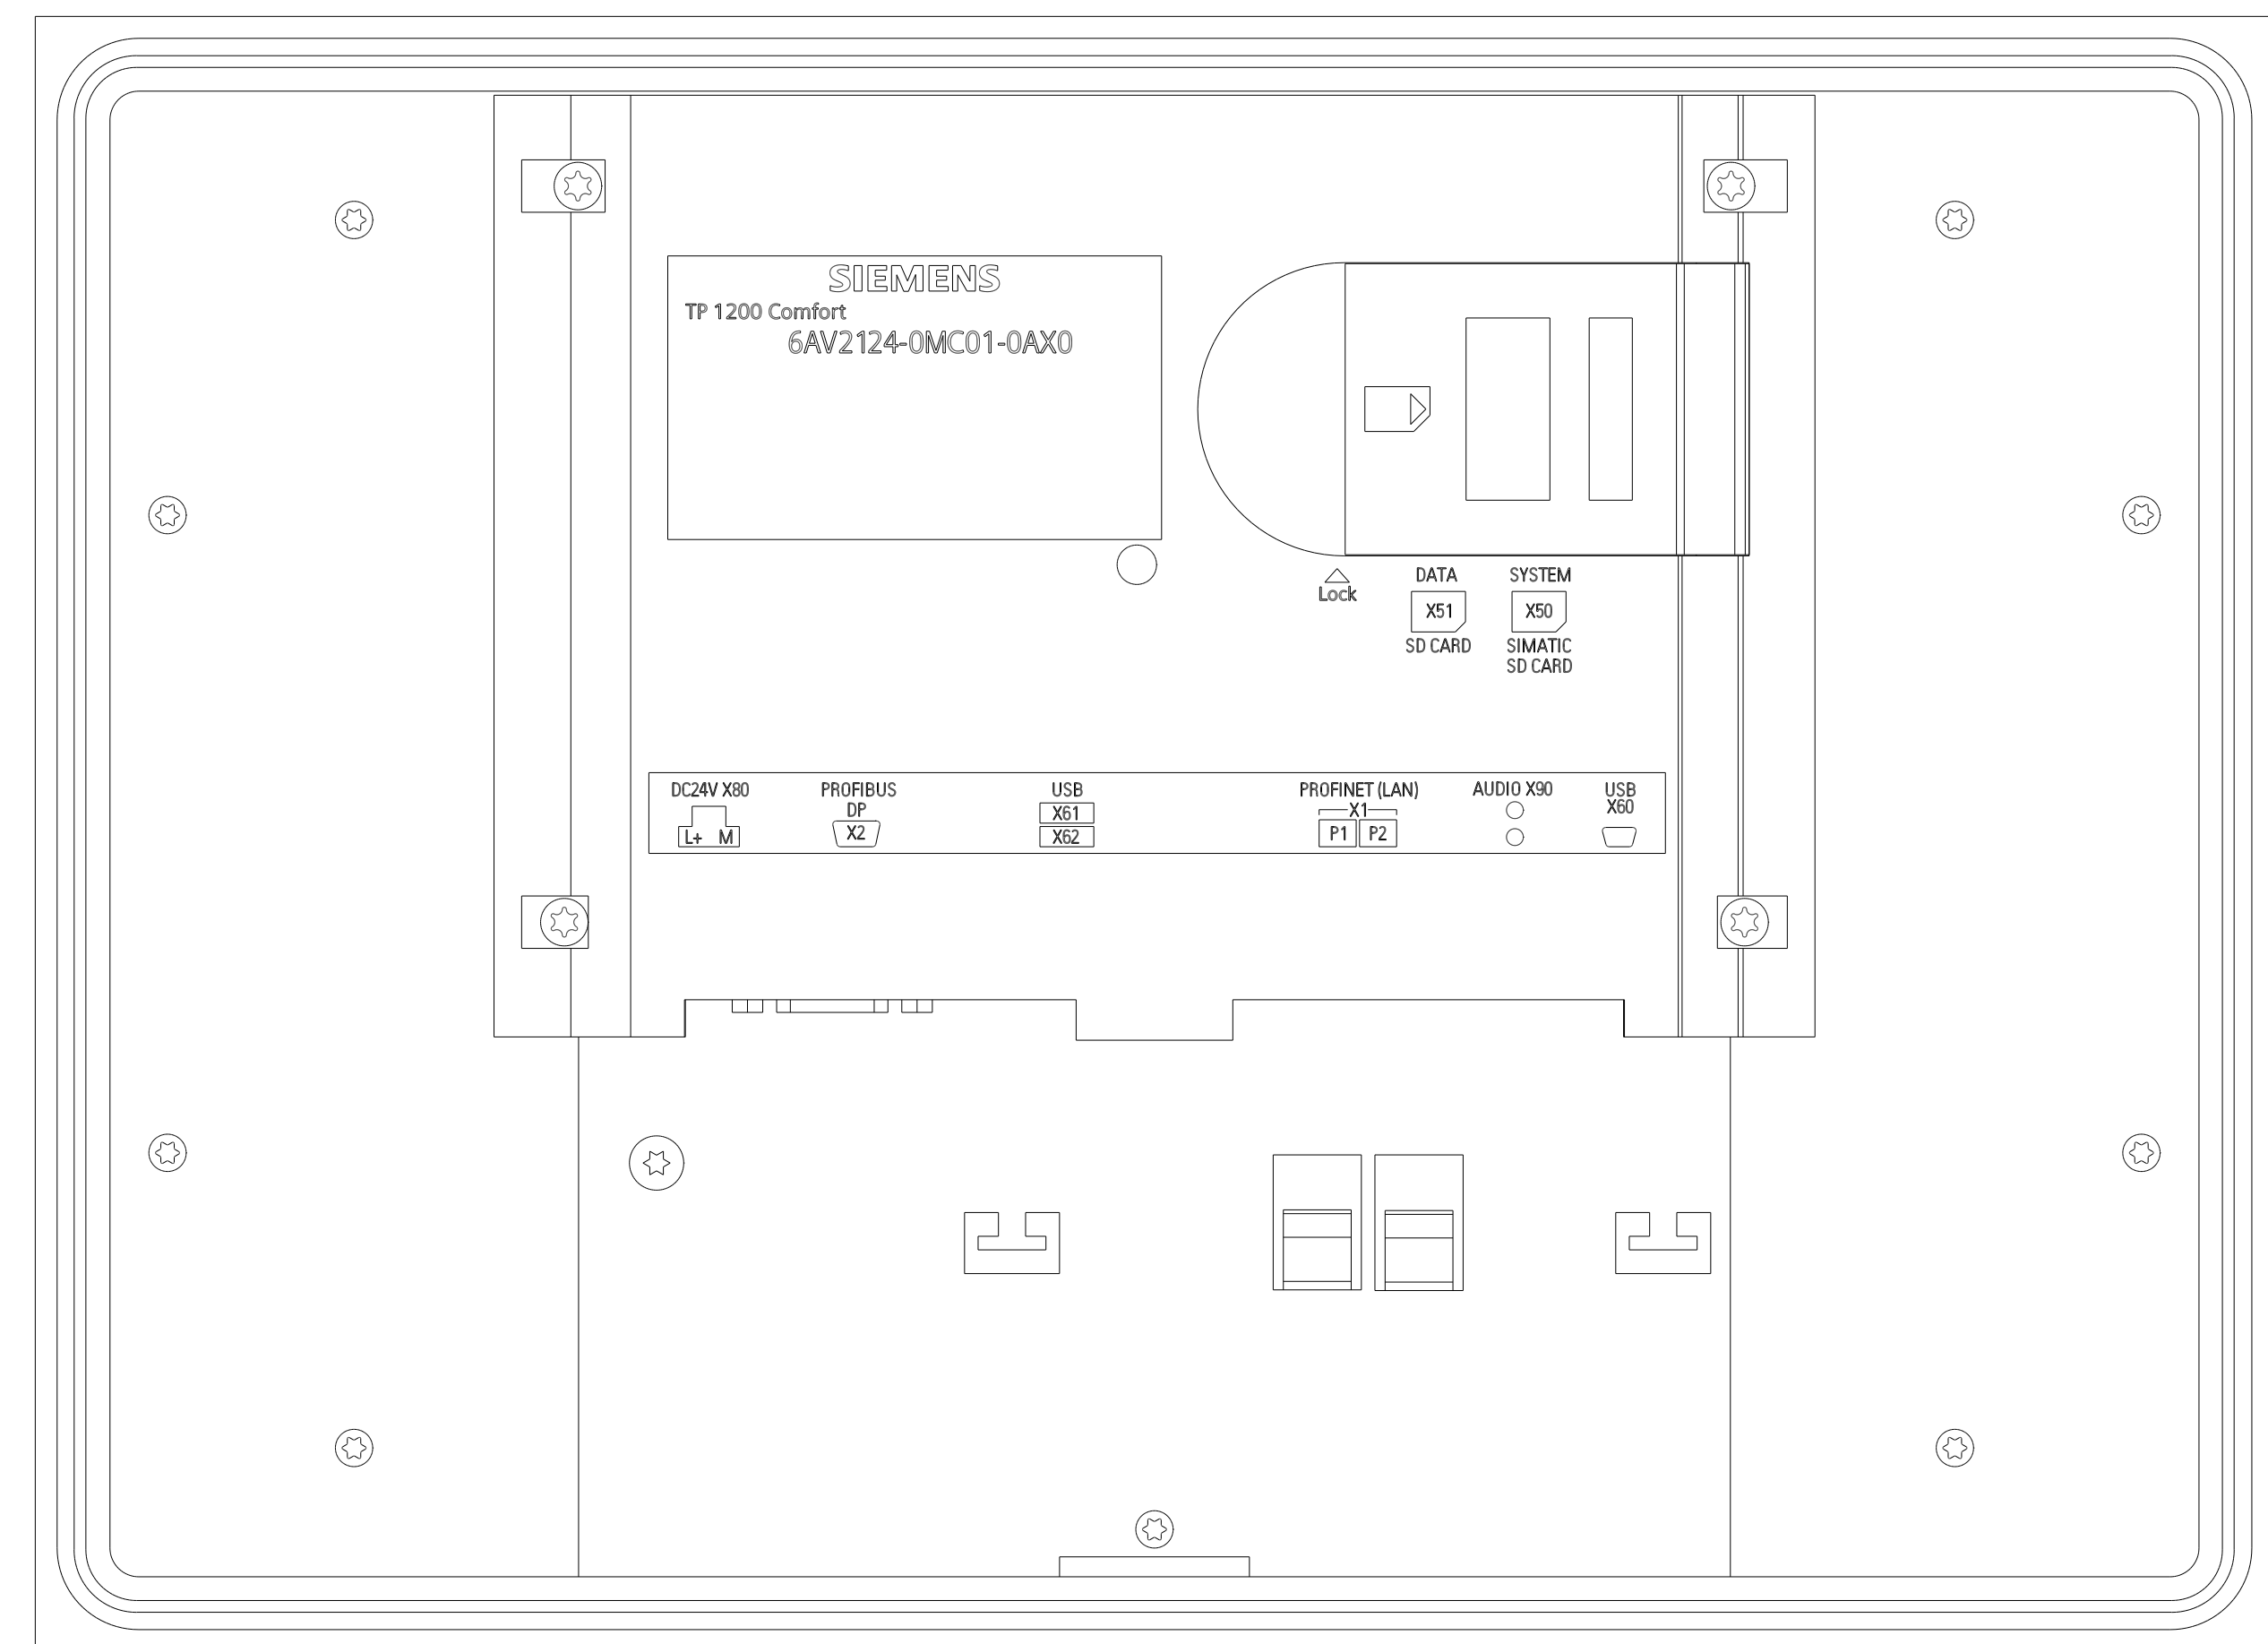 SIEMENS
TP 1200 Comfort
6AV2124-0MC01-0AX0
Lock
DATA
X51
SD CARD
SYSTEM
X50
SIMATIC
SD CARD
DC24V X80
L+ M
PROFIBUS
DP
X2
USB
X61
X62
PROFINET (LAN)
X1
P1 P2
AUDIO X90
USB
X60